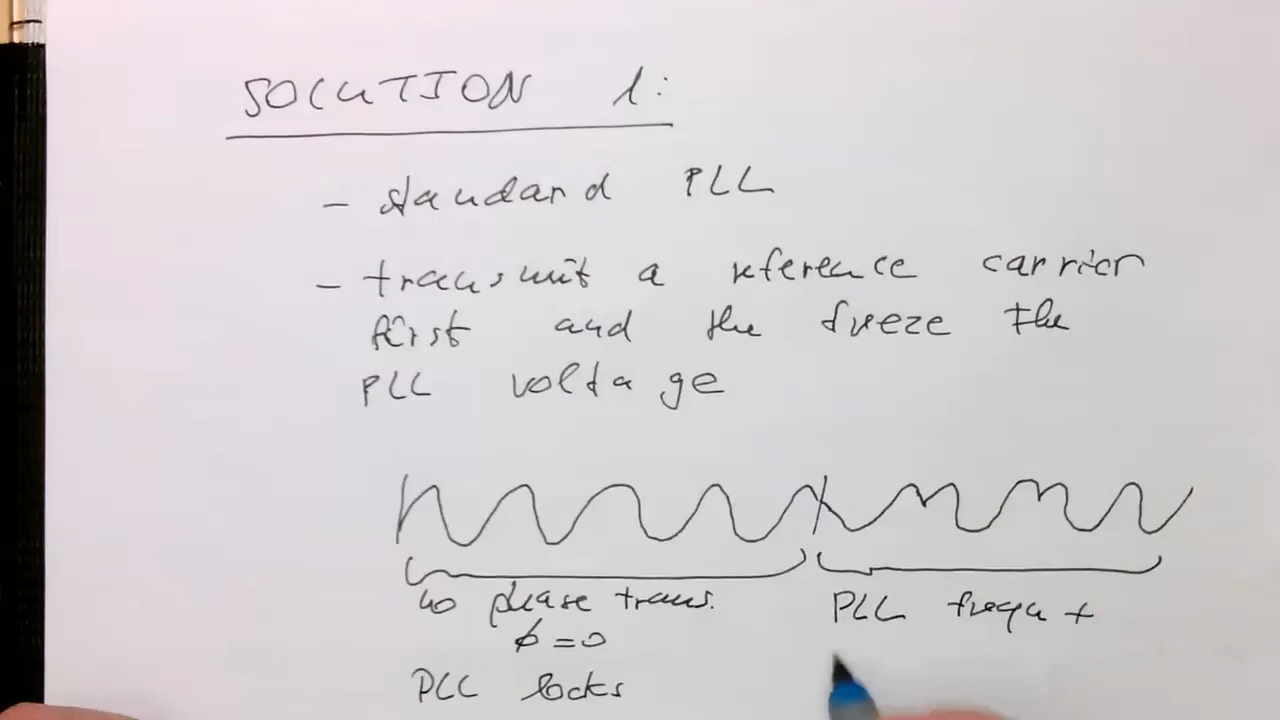 SOLUTION 1:
- standard PLL
- transmit a reference carrier
first and the freeze the
PLL voltage
no phase trans.
ϕ = 0
PLL locks
PLL frequ +